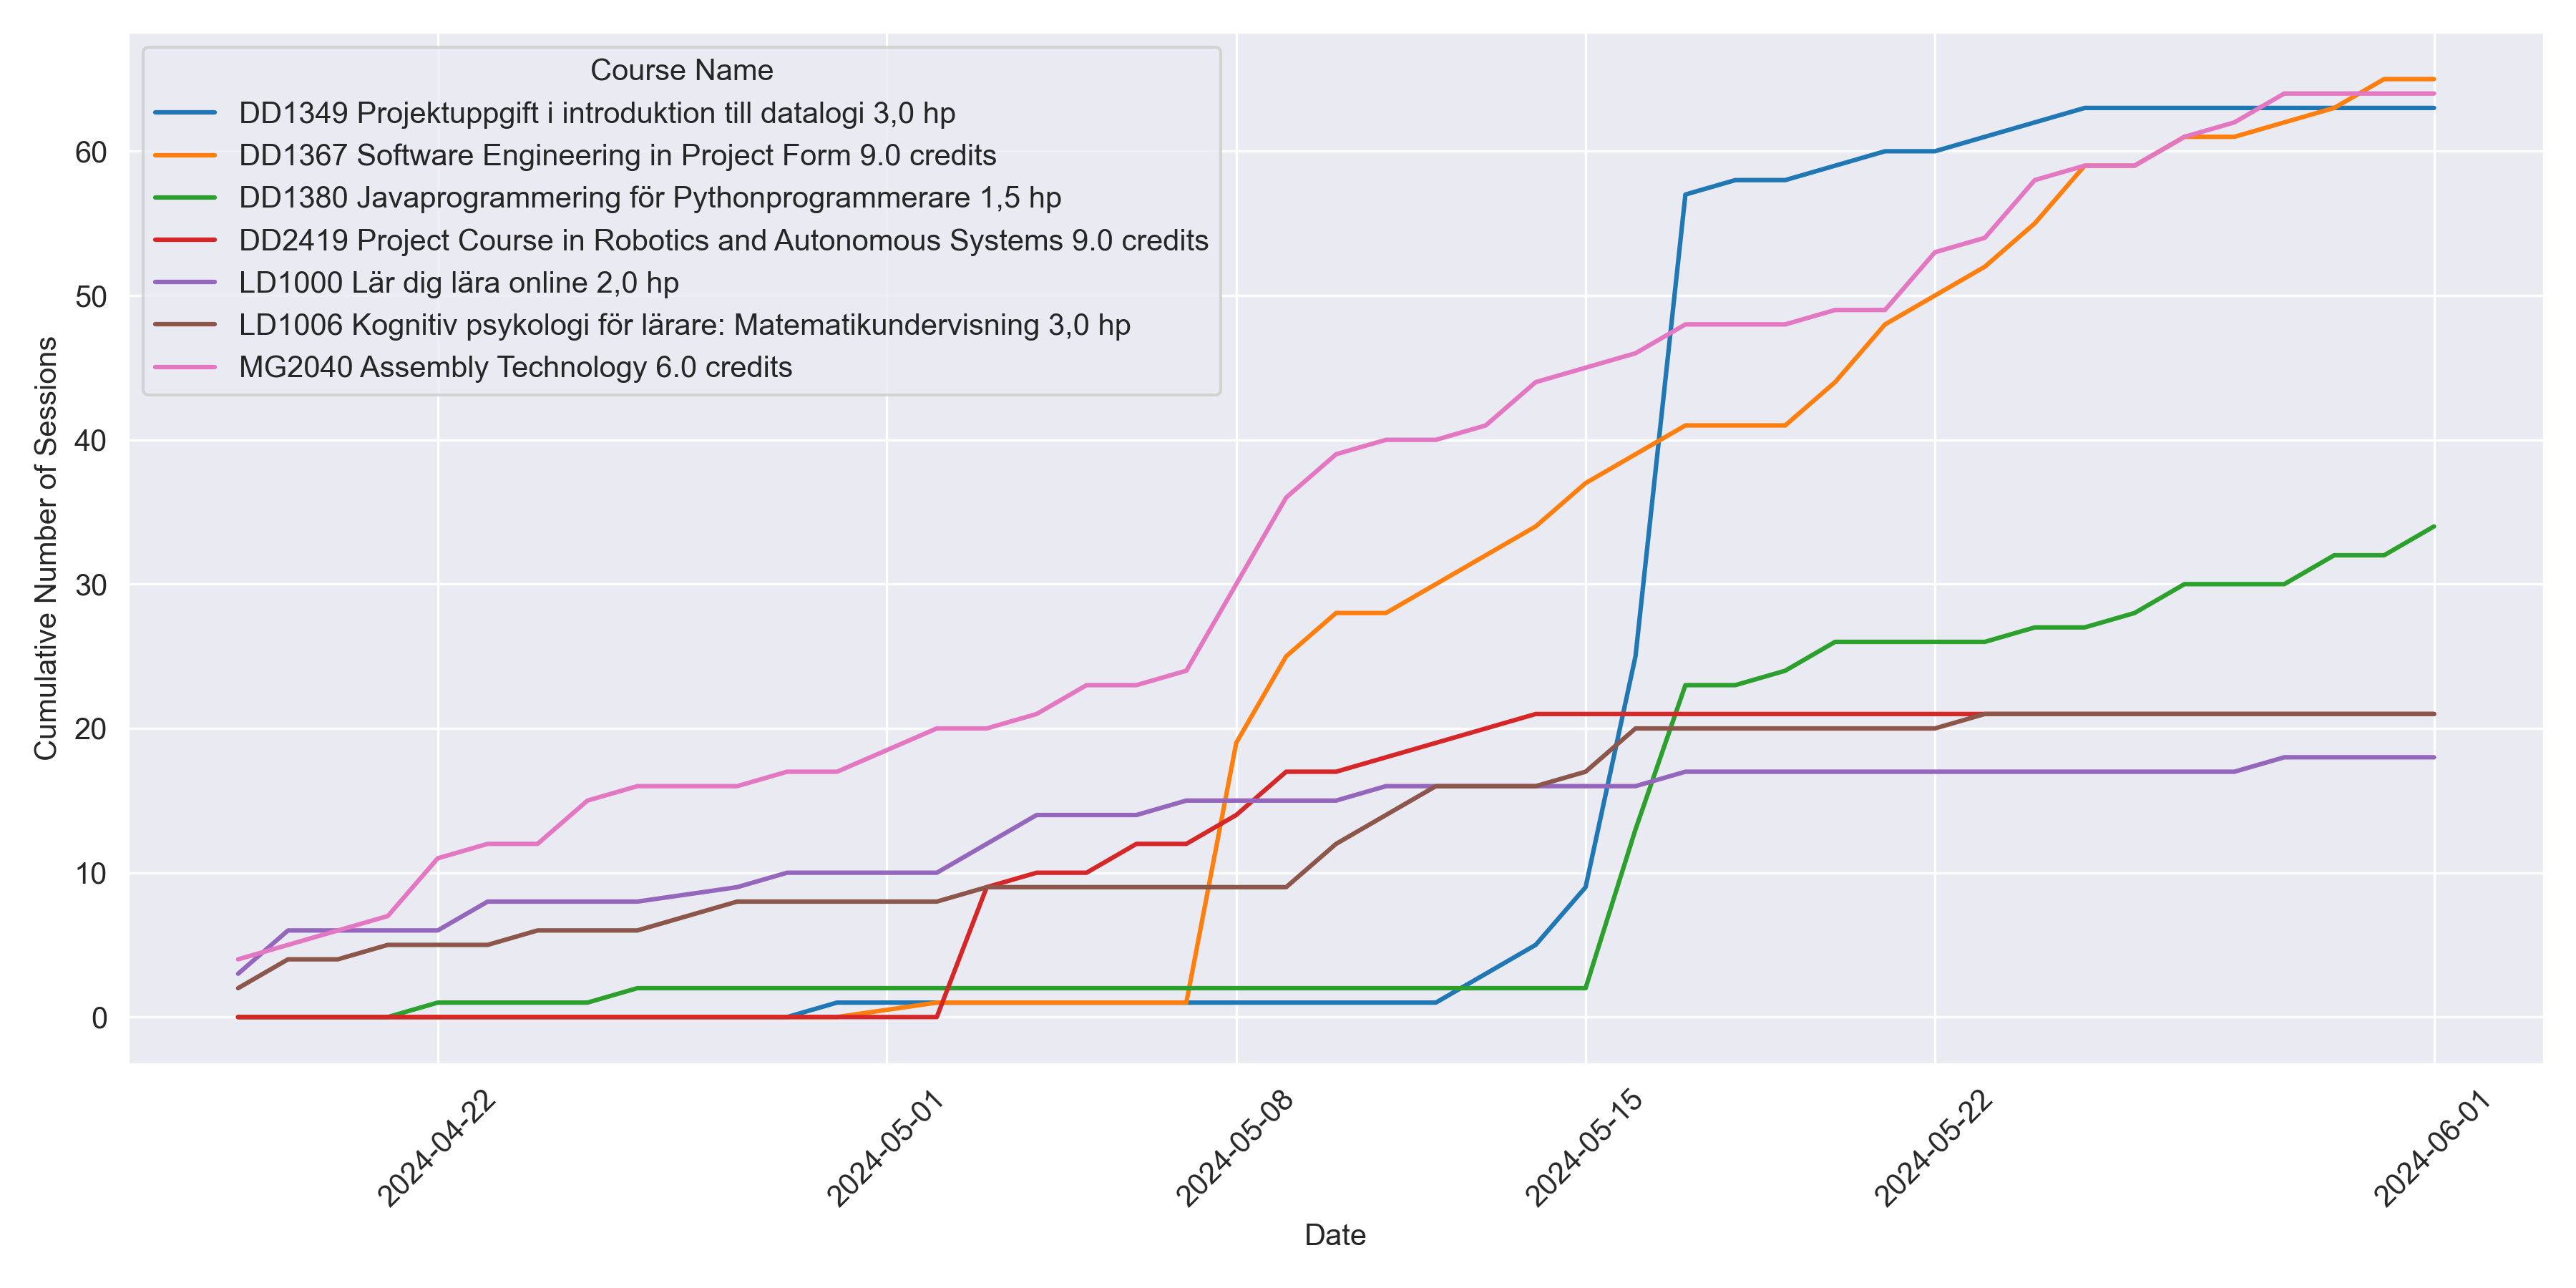 Course Name
DD1349 Projektuppgift i introduktion till datalogi 3,0 hp
DD1367 Software Engineering in Project Form 9.0 credits
DD1380 Javaprogrammering för Pythonprogrammerare 1,5 hp
DD2419 Project Course in Robotics and Autonomous Systems 9.0 credits
LD1000 Lär dig lära online 2,0 hp
LD1006 Kognitiv psykologi för lärare: Matematikundervisning 3,0 hp
MG2040 Assembly Technology 6.0 credits
Cumulative Number of Sessions
60
50
40
30
20
10
0
2024-04-22
2024-05-01
2024-05-08
2024-05-15
2024-05-22
2024-06-01
Date